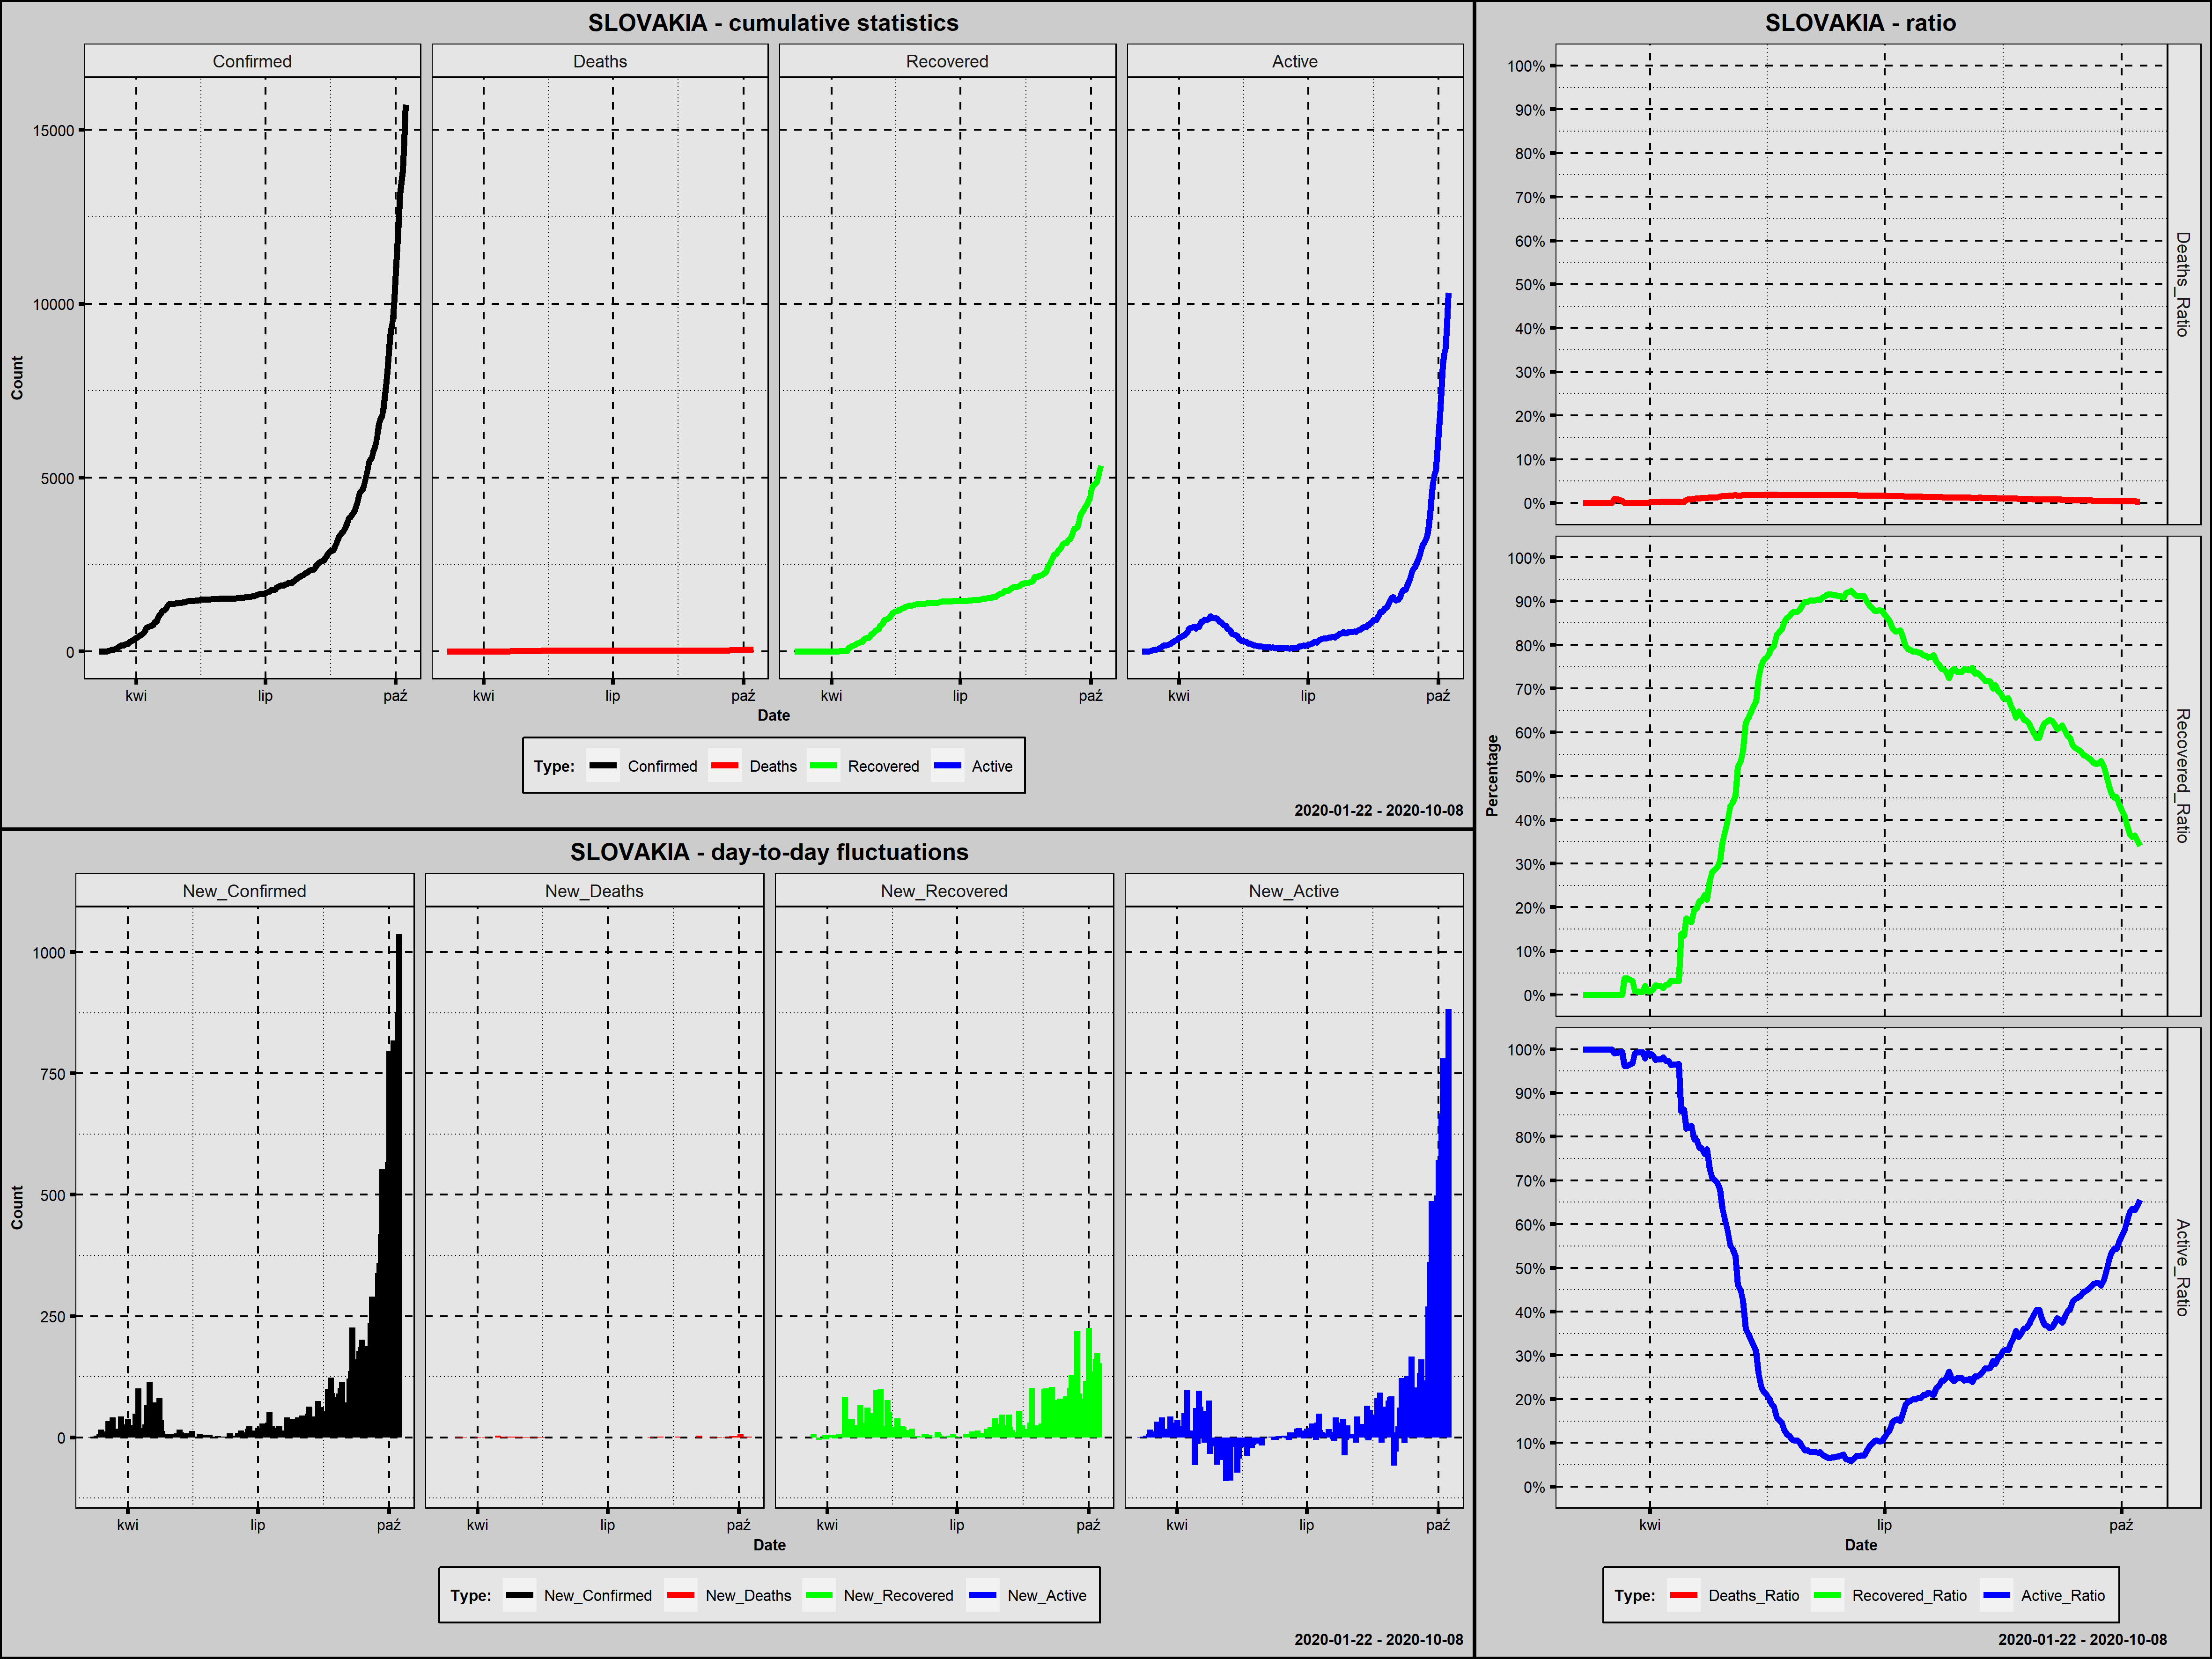 SLOVAKIA - cumulative statistics
Confirmed Deaths Recovered Active
Count
15000
10000
5000
0
kwi lip paź kwi lip paź kwi lip paź kwi lip paź
Date
Type: Confirmed Deaths Recovered Active
2020-01-22 - 2020-10-08
SLOVAKIA - day-to-day fluctuations
New_Confirmed New_Deaths New_Recovered New_Active
Count
1000
750
500
250
0
kwi lip paź kwi lip paź kwi lip paź kwi lip paź
Date
Type: New_Confirmed New_Deaths New_Recovered New_Active
2020-01-22 - 2020-10-08
SLOVAKIA - ratio
Percentage
100%
90%
80%
70%
60%
50%
40%
30%
20%
10%
0%
Deaths_Ratio
100%
90%
80%
70%
60%
50%
40%
30%
20%
10%
0%
Recovered_Ratio
100%
90%
80%
70%
60%
50%
40%
30%
20%
10%
0%
Active_Ratio
kwi lip paź
Date
Type: Deaths_Ratio Recovered_Ratio Active_Ratio
2020-01-22 - 2020-10-08